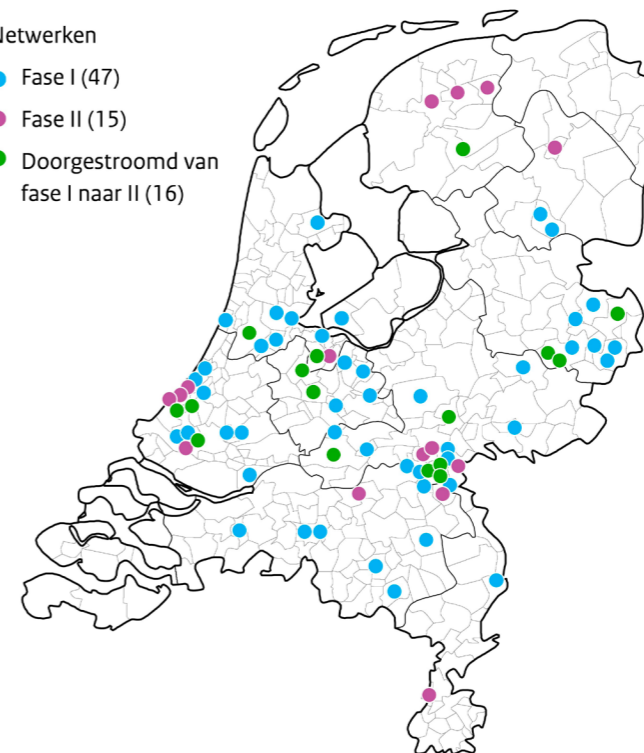 Netwerken
Fase I (47)
Fase II (15)
Doorgestroomd van
fase I naar II (16)